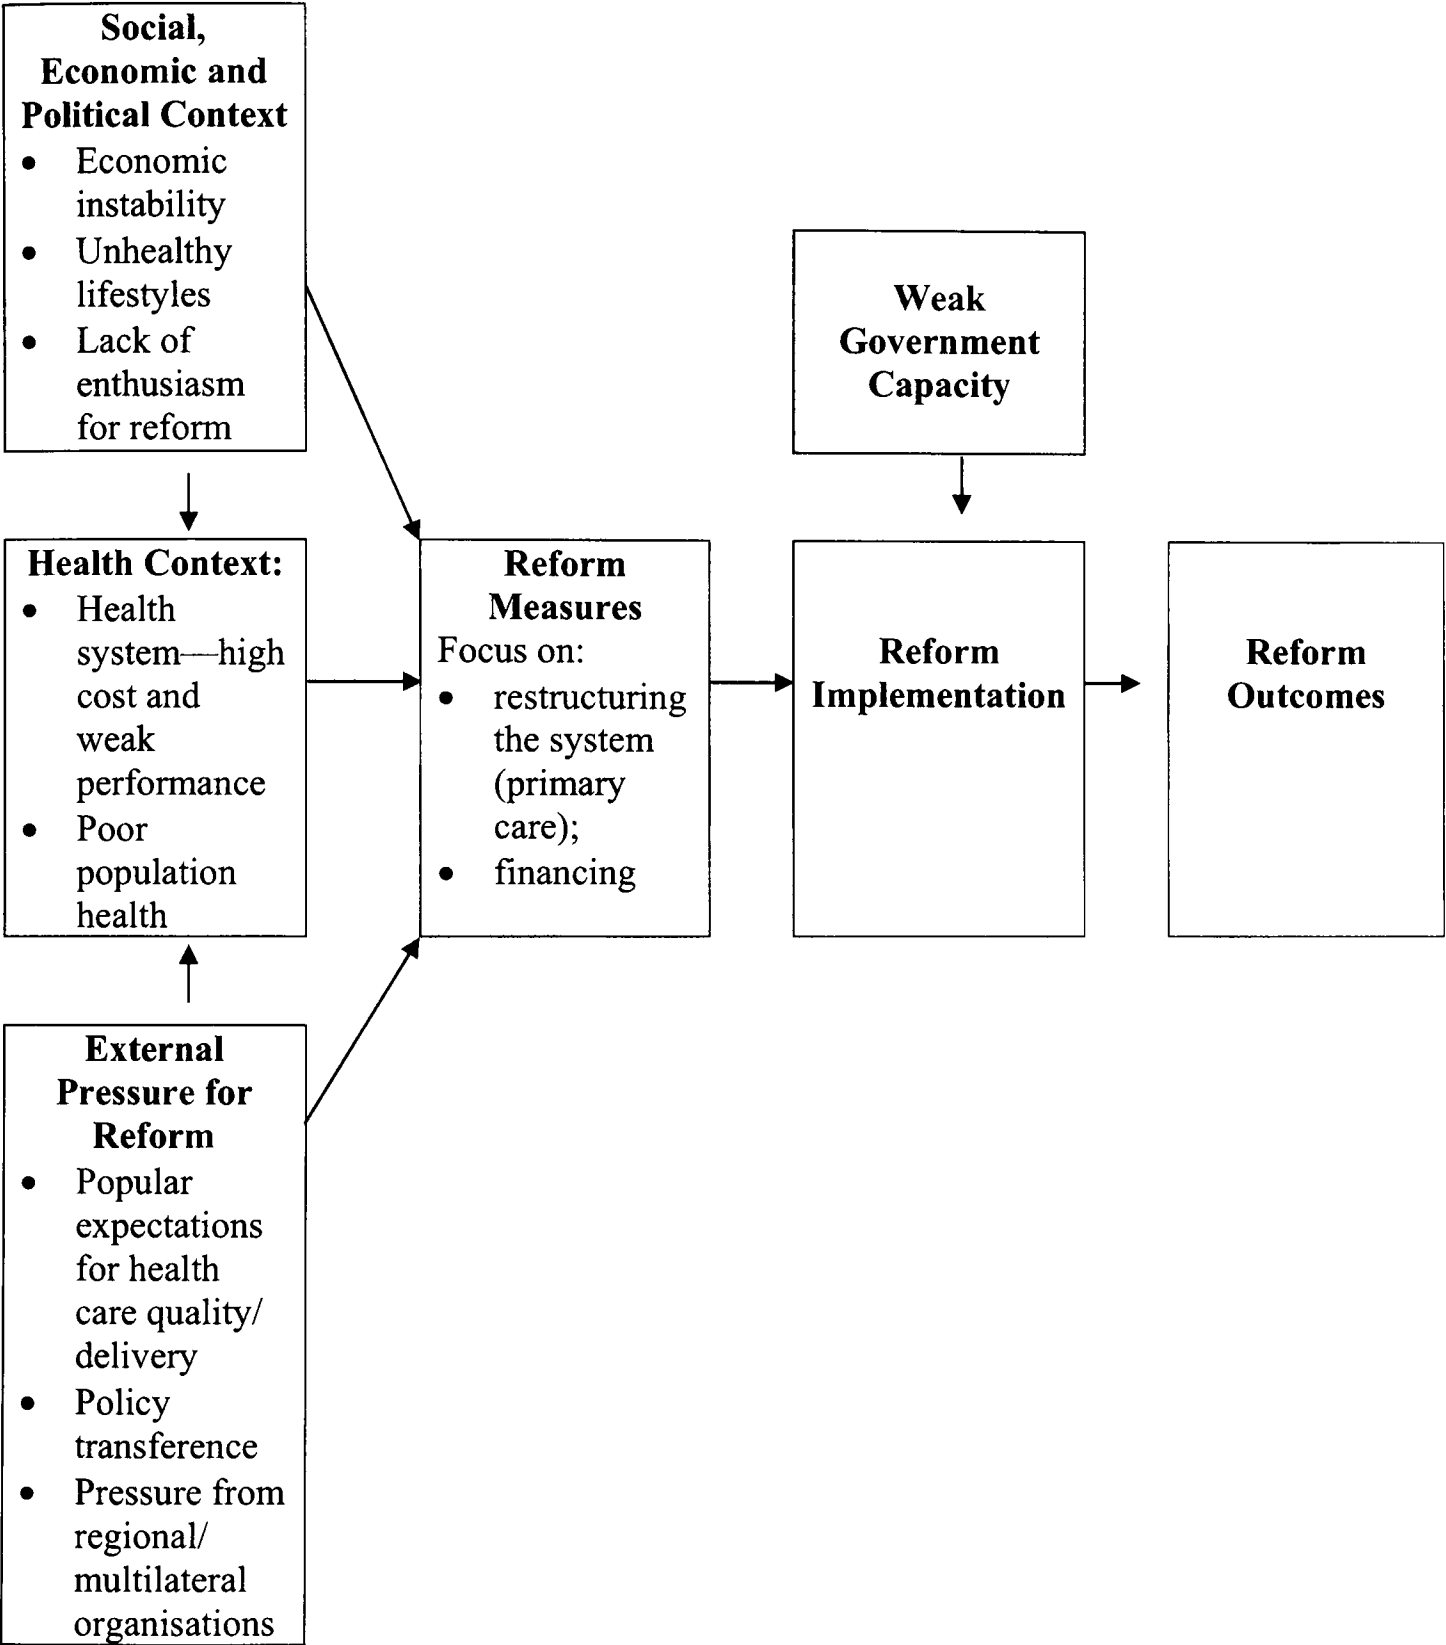 Social,
Economic and
Political Context
• Economic
instability
• Unhealthy
lifestyles
• Lack of
enthusiasm
for reform
Weak
Government
Capacity
Health Context:
• Health
system—high
cost and
weak
performance
• Poor
population
health
Reform
Measures
Focus on:
• restructuring
the system
(primary
care);
• financing
Reform
Implementation
Reform
Outcomes
External
Pressure for
Reform
• Popular
expectations
for health
care quality/
delivery
• Policy
transference
• Pressure from
regional/
multilateral
organisations